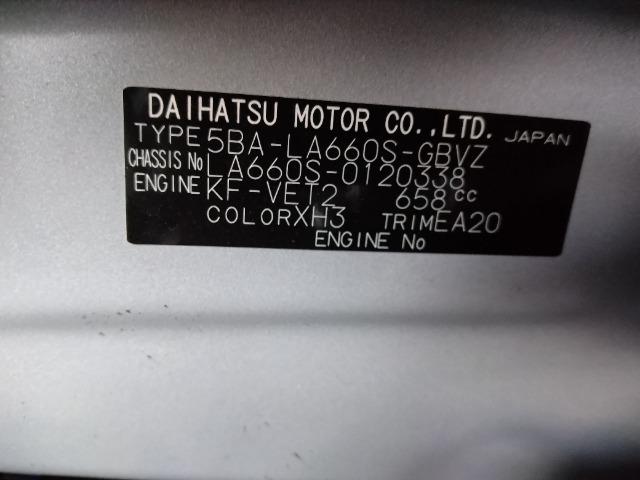 DAIHATSU MOTOR CO.,LTD. JAPAN
TYPE 5BA-LA660S-GBVZ
CHASSIS No LA660S-0120338
ENGINE KF-VET2 658cc
COLOR XH3 TRIM EA20
ENGINE No